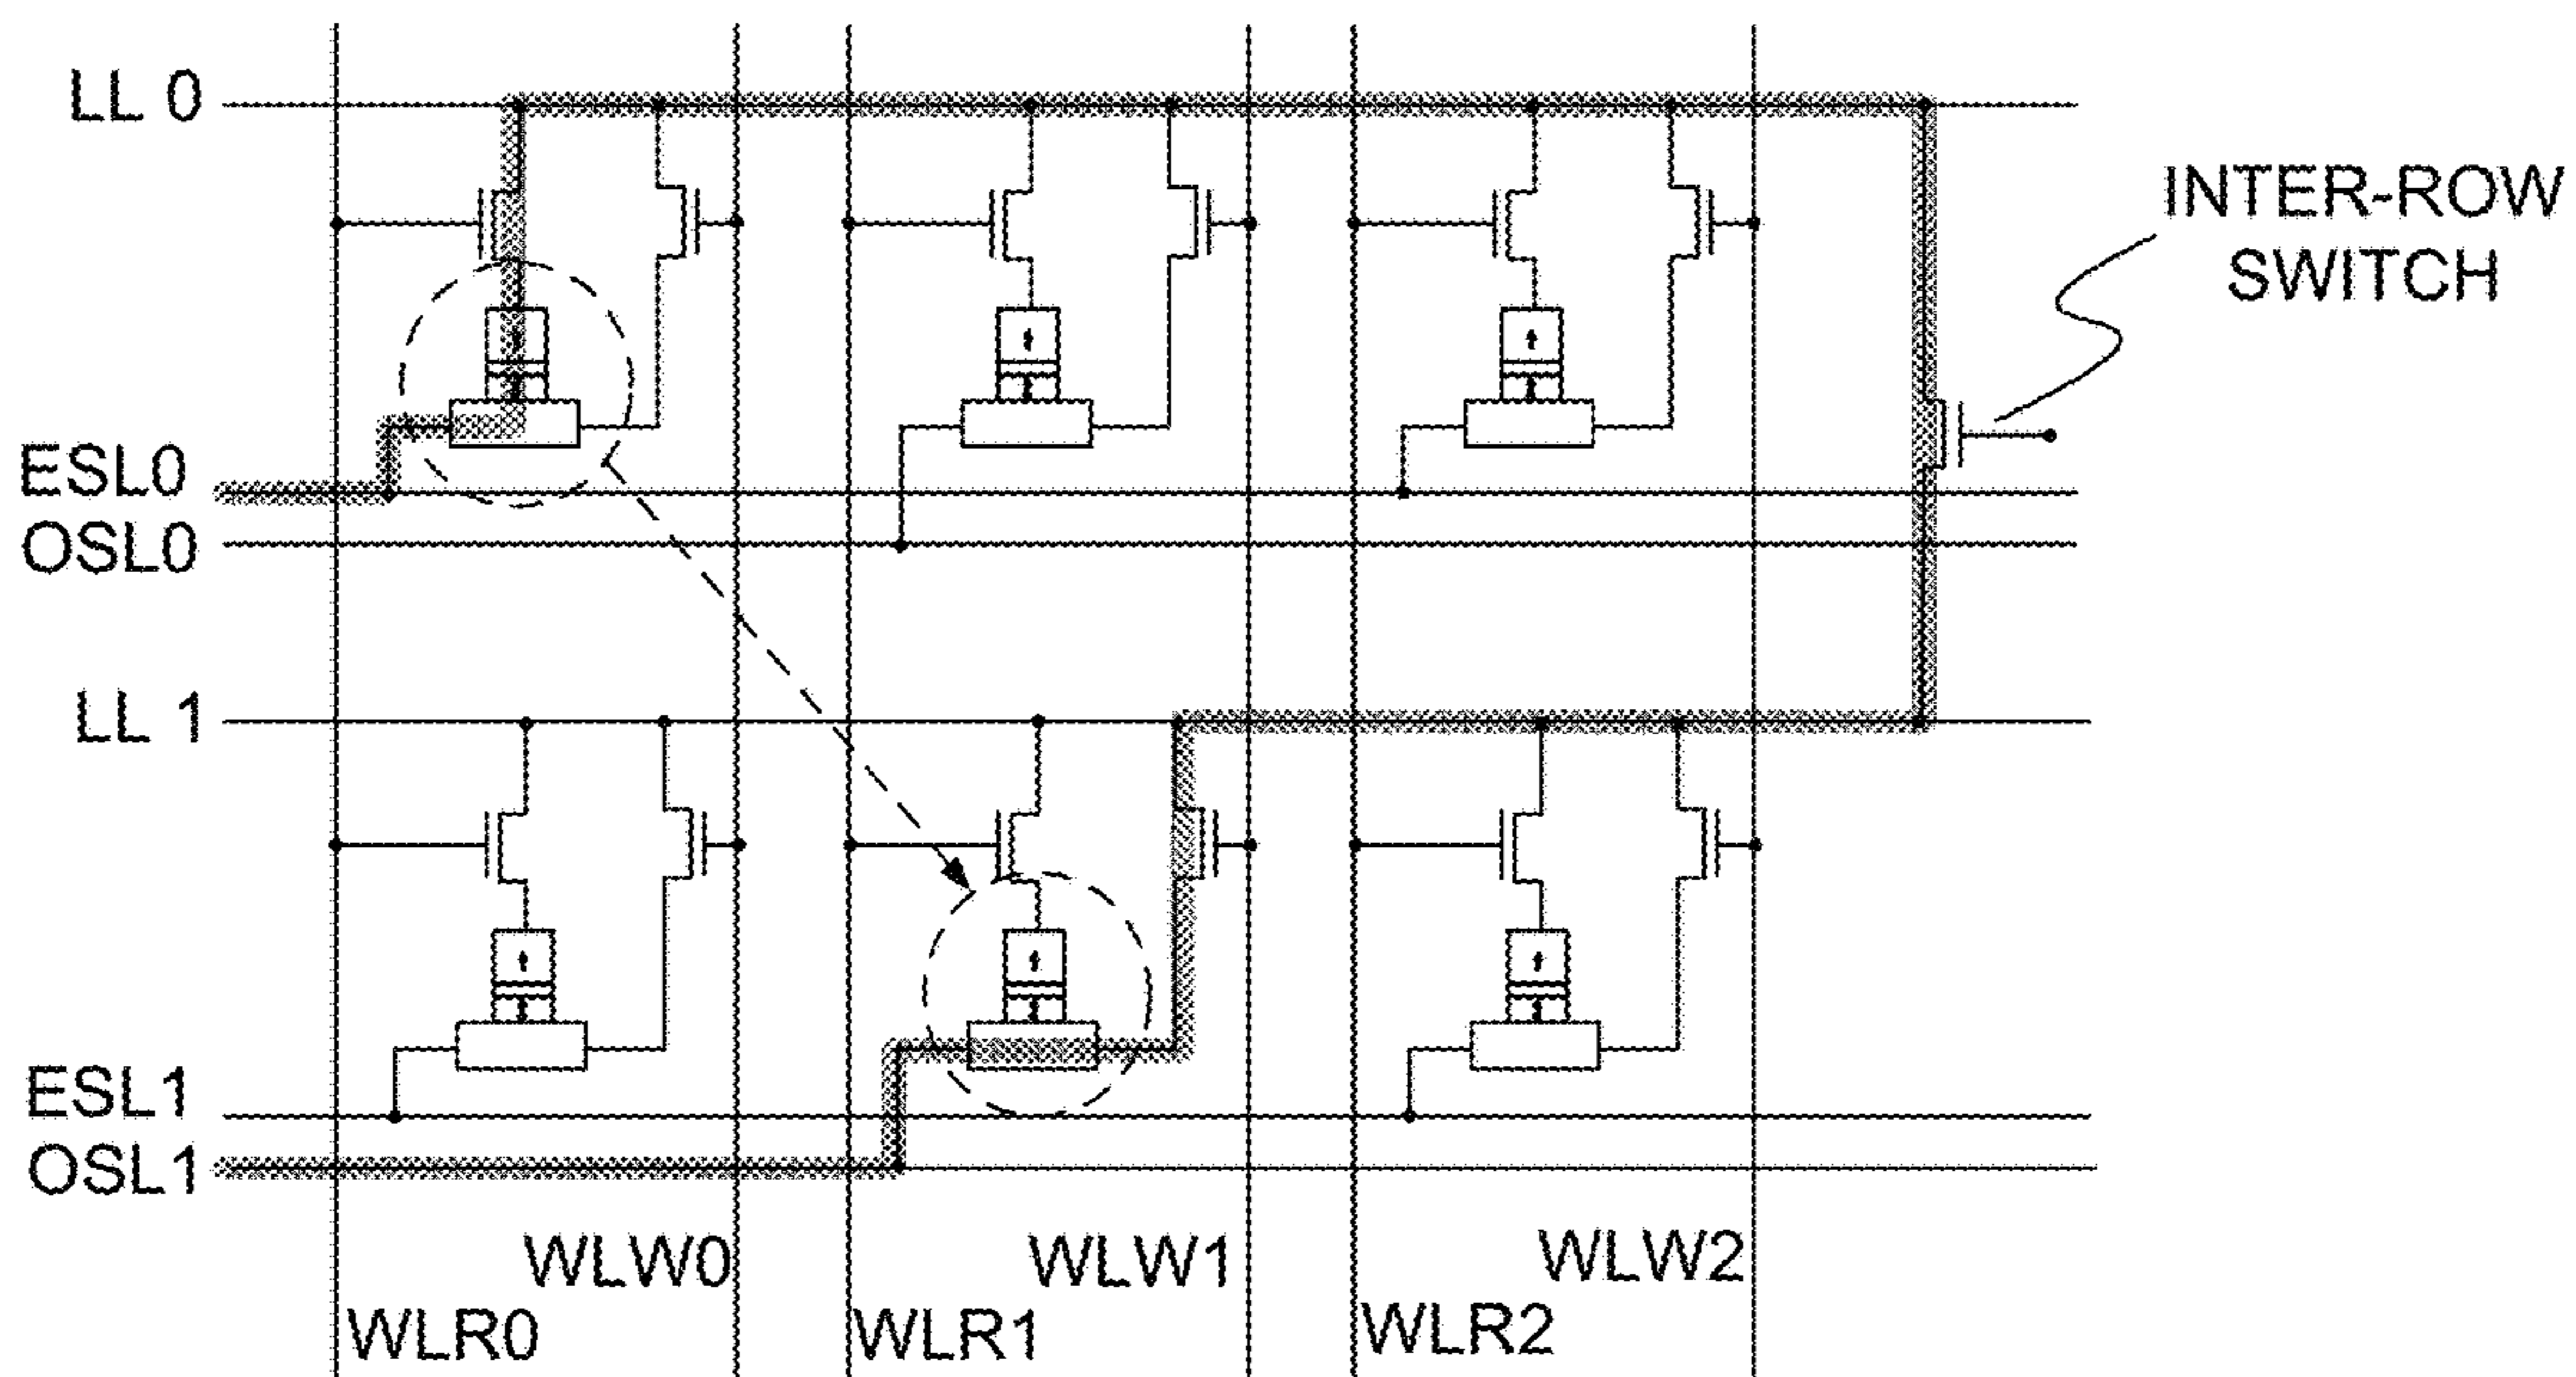 LL 0
INTER-ROW
SWITCH
ESL0
OSL0
LL 1
ESL1
OSL1
WLW0
WLW1
WLW2
WLR0
WLR1
WLR2